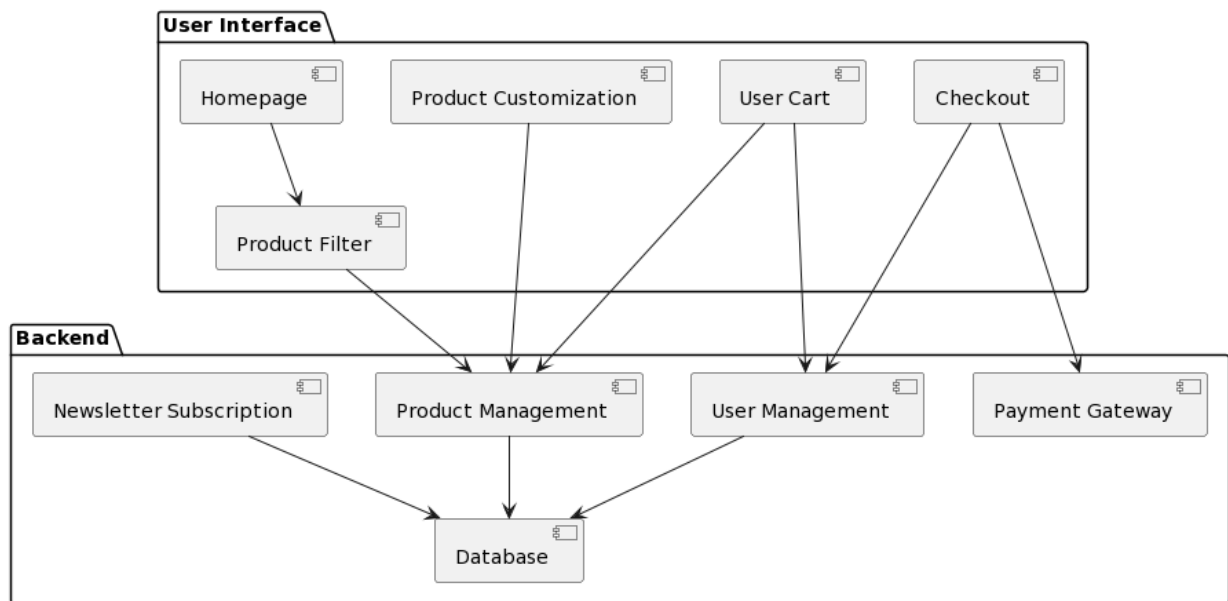 User Interface
Homepage
Product Customization
User Cart
Checkout
Product Filter
Backend
Newsletter Subscription
Product Management
User Management
Payment Gateway
Database